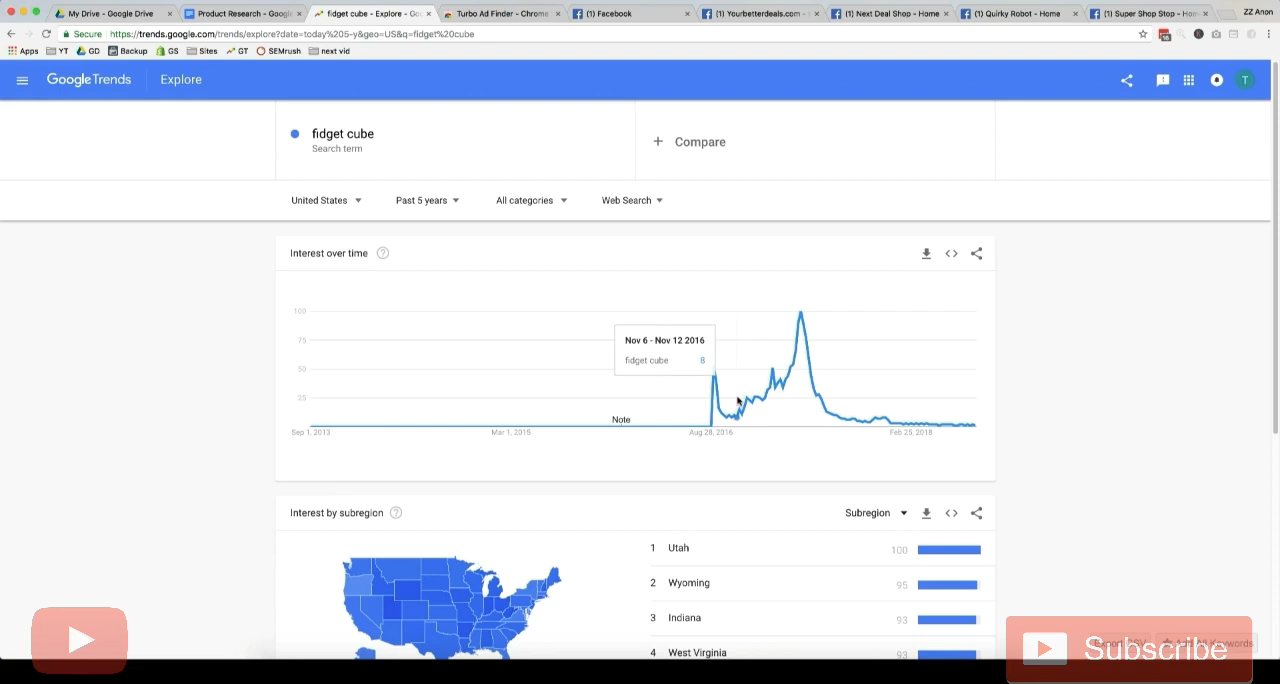 My Drive - Google Drive
Product Research - Google
fidget cube - Explore - Go
Turbo Ad Finder - Chrome
(1) Facebook
(1) Yourbetterdeals.com -
(1) Next Deal Shop - Home
(1) Quirky Robot - Home
(1) Super Shop Stop - Hom
ZZ Anon
Secure https://trends.google.com/trends/explore?date=today%205-y&geo=US&q=fidget%20cube
Apps YT GD Backup GS Sites GT SEMrush next vid
Google Trends Explore T
fidget cube
Search term
+ Compare
United States Past 5 years All categories Web Search
Interest over time ?
100
75
50
25
Nov 6 - Nov 12 2016
fidget cube 8
Note
Sep 1, 2013 Mar 1, 2015 Aug 28, 2016 Feb 25, 2018
Interest by subregion ? Subregion
1 Utah 100
2 Wyoming 95
3 Indiana 93
4 West Virginia 93
Export CSV Add All Keywords
Subscribe